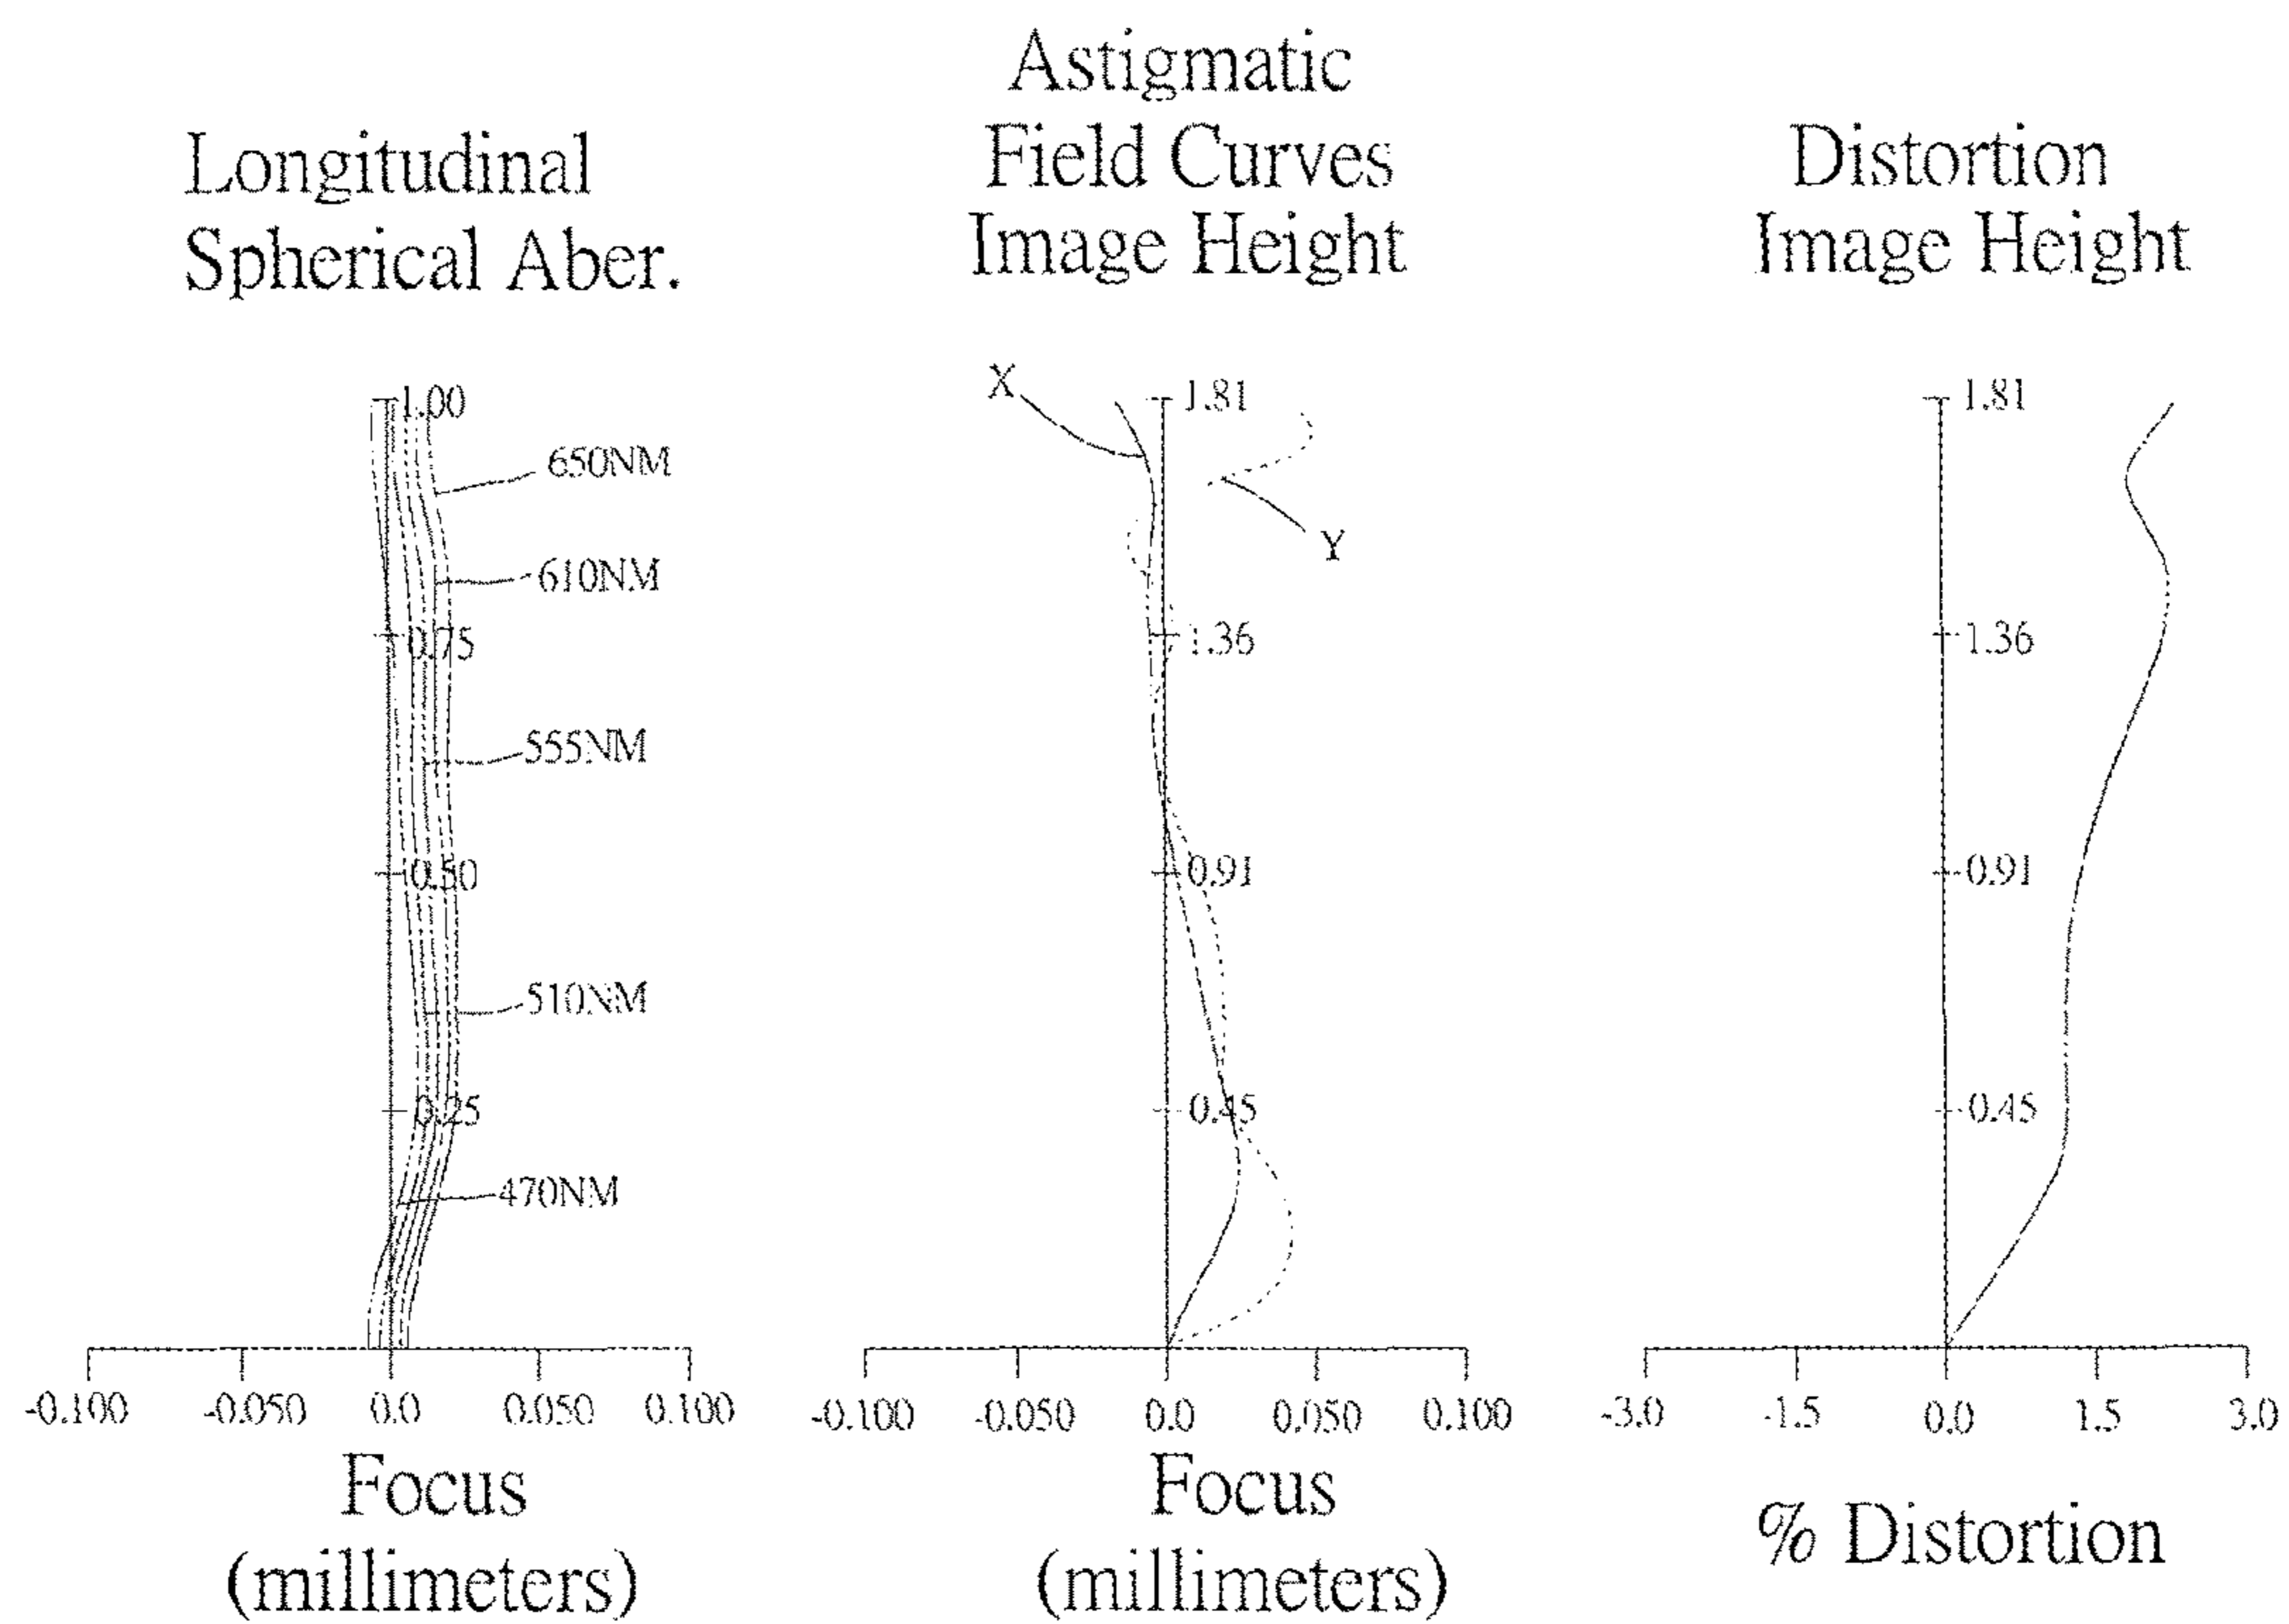 Longitudinal
Spherical Aber.
1.00
650NM
610NM
0.75
555NM
0.50
510NM
0.25
470NM
-0.100 -0.050 0.0 0.050 0.100
Focus
(millimeters)
Astigmatic
Field Curves
Image Height
X
1.81
Y
1.36
0.91
0.45
-0.100 -0.050 0.0 0.050 0.100
Focus
(millimeters)
Distortion
Image Height
1.81
1.36
0.91
0.45
-3.0 -1.5 0.0 1.5 3.0
% Distortion